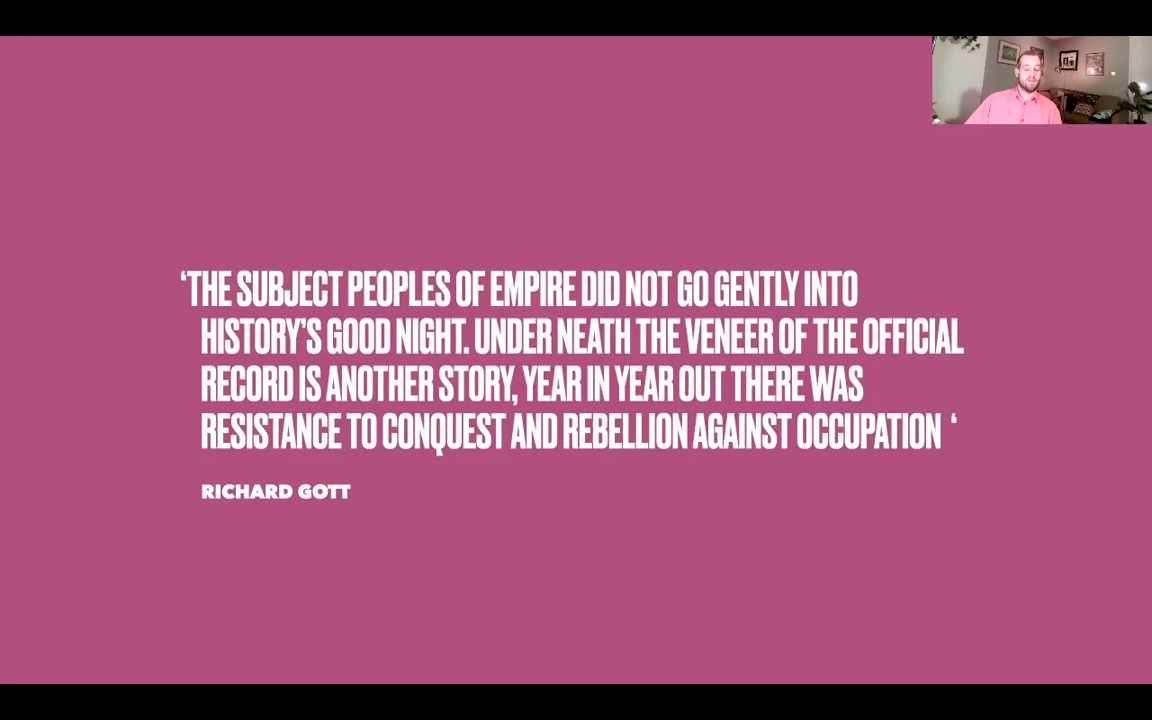 ‘THE SUBJECT PEOPLES OF EMPIRE DID NOT GO GENTLY INTO
HISTORY’S GOOD NIGHT. UNDER NEATH THE VENEER OF THE OFFICIAL
RECORD IS ANOTHER STORY, YEAR IN YEAR OUT THERE WAS
RESISTANCE TO CONQUEST AND REBELLION AGAINST OCCUPATION ‘
RICHARD GOTT